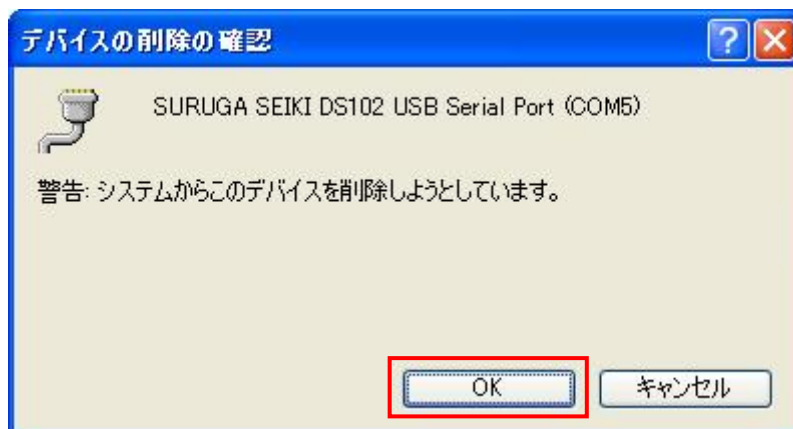 デバイスの削除の確認
SURUGA SEIKI DS102 USB Serial Port (COM5)
警告: システムからこのデバイスを削除しようとしています。
OK
キャンセル